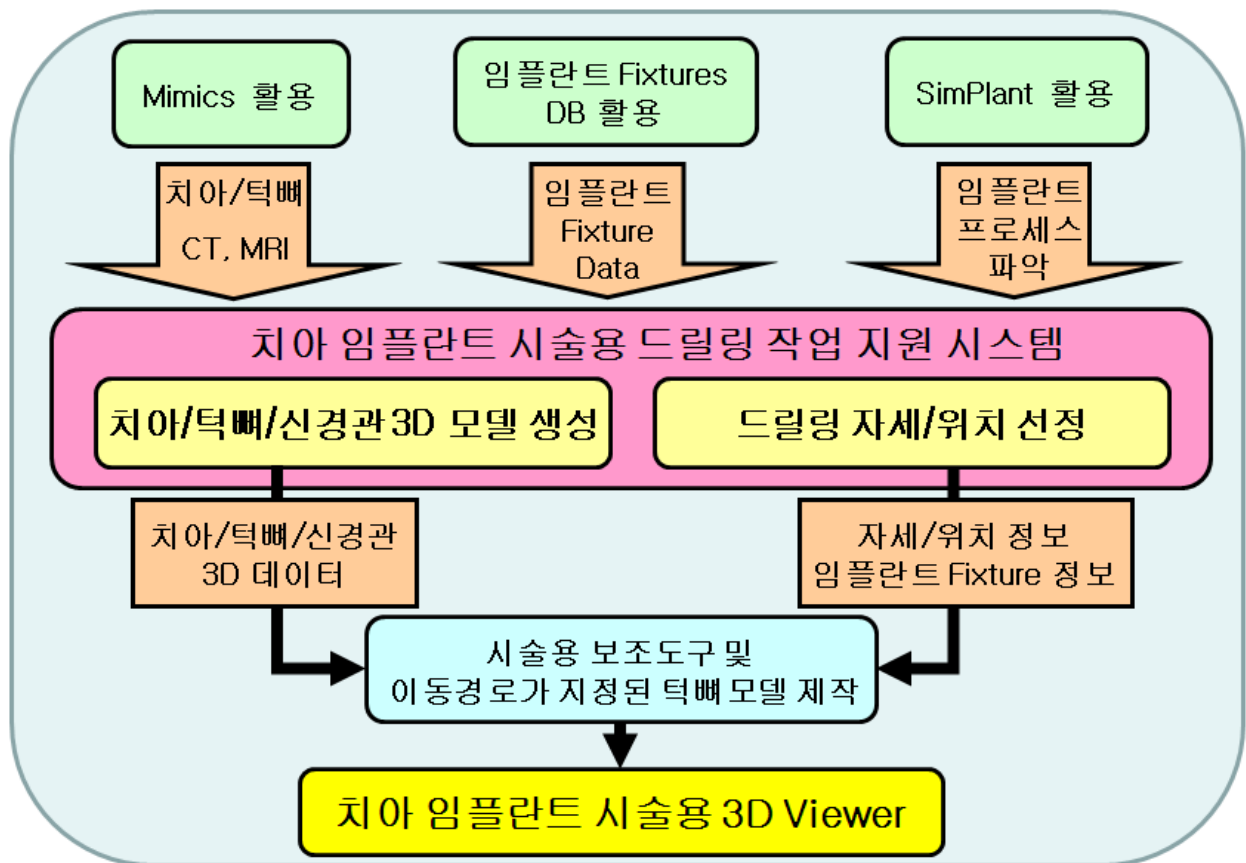 Mimics 활용
임플란트 Fixtures
DB 활용
SimPlant 활용
치아/턱뼈
CT, MRI
임플란트
Fixture
Data
임플란트
프로세스
파악
치아 임플란트 시술용 드릴링 작업 지원 시스템
치아/턱뼈/신경관 3D 모델 생성
드릴링 자세/위치 선정
치아/턱뼈/신경관
3D 데이터
자세/위치 정보
임플란트 Fixture 정보
시술용 보조도구 및
이동경로가 지정된 턱뼈 모델 제작
치아 임플란트 시술용 3D Viewer